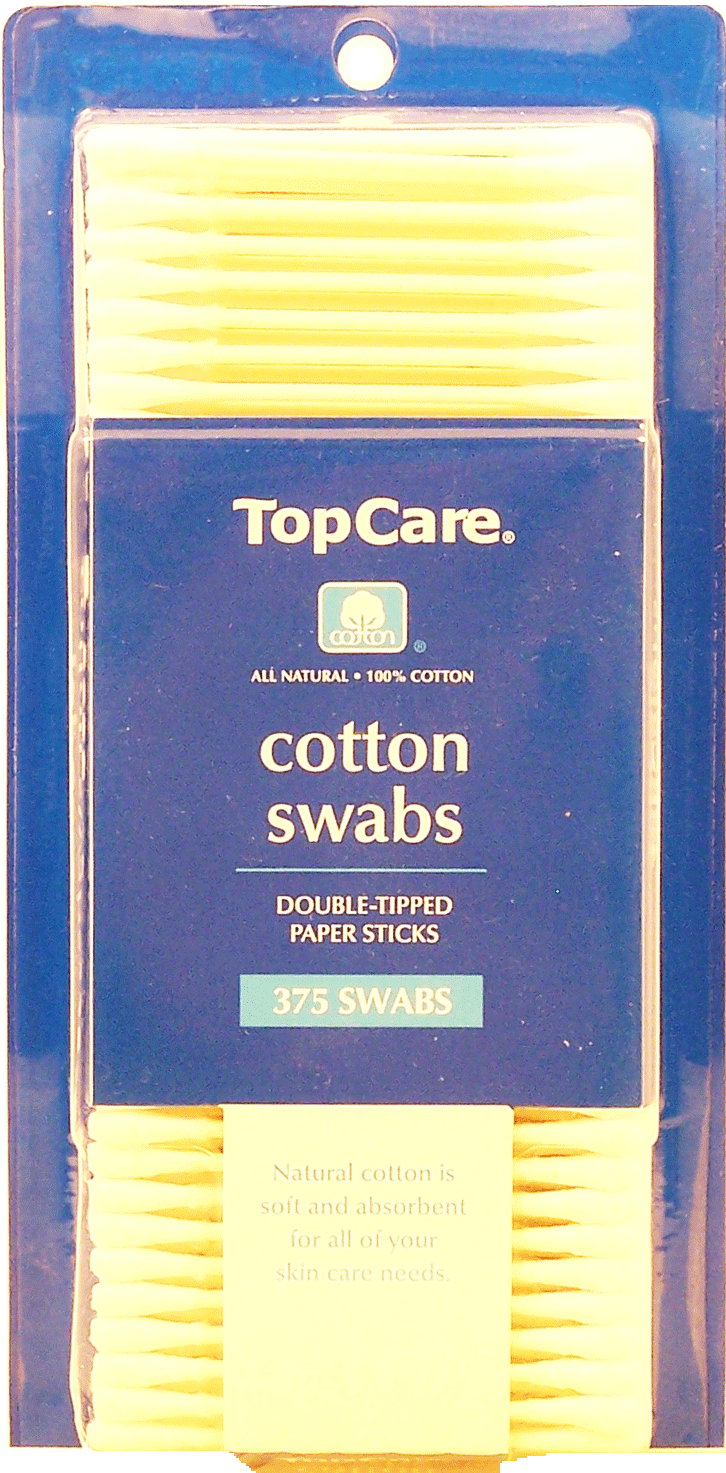 TopCare®
cotton ®
ALL NATURAL • 100% COTTON
cotton
swabs
DOUBLE-TIPPED
PAPER STICKS
375 SWABS
Natural cotton is
soft and absorbent
for all of your
skin care needs.